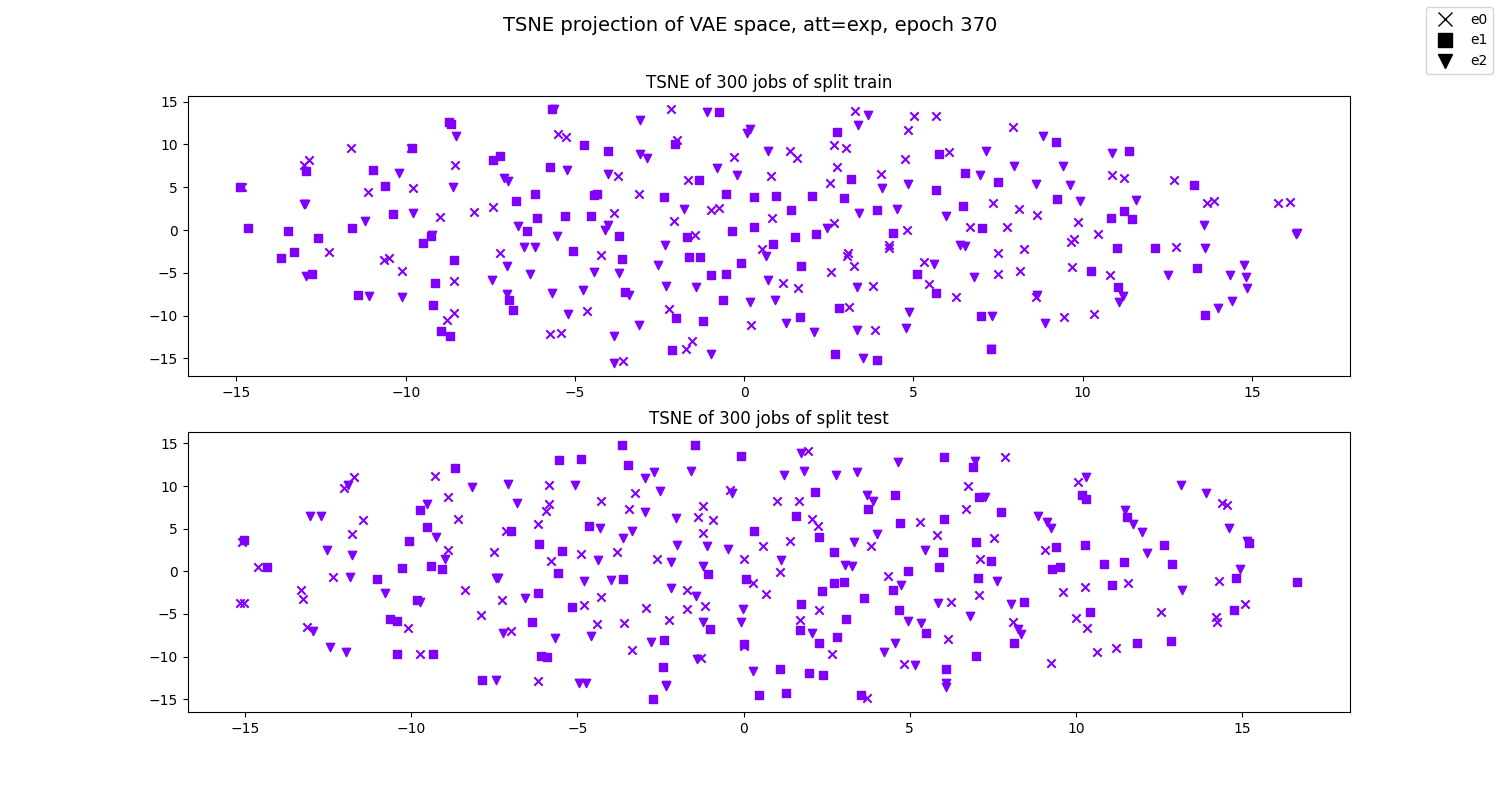 TSNE projection of VAE space, att=exp, epoch 370
e0
e1
e2
TSNE of 300 jobs of split train
15
10
5
0
−5
−10
−15
−15 −10 −5 0 5 10 15
TSNE of 300 jobs of split test
15
10
5
0
−5
−10
−15
−15 −10 −5 0 5 10 15